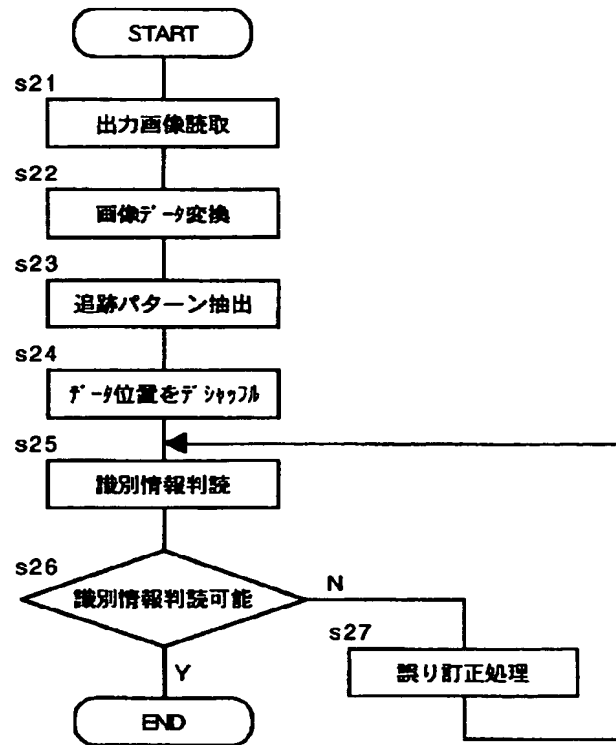 START
s21
出力画像読取
s22
画像データ変換
s23
追跡パターン抽出
s24
データ位置をデシャッフル
s25
識別情報判読
s26
識別情報判読可能
N
s27
誤り訂正処理
Y
END